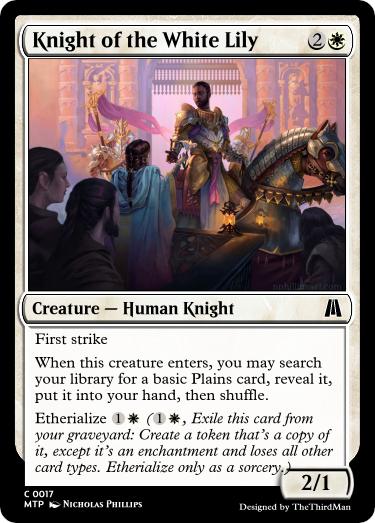 Knight of the White Lily 2
nphillipsart.com
Creature — Human Knight
First strike
When this creature enters, you may search
your library for a basic Plains card, reveal it,
put it into your hand, then shuffle.
Etherialize 1 (1, Exile this card from
your graveyard: Create a token that's a copy of
it, except it's an enchantment and loses all other
card types. Etherialize only as a sorcery.)
2/1
C 0017
MTP Nicholas Phillips
Designed by TheThirdMan